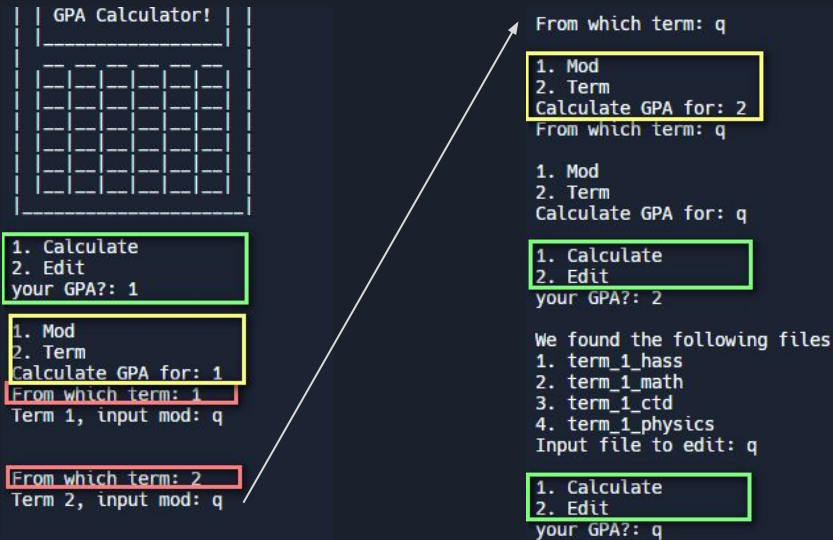 GPA Calculator!
1. Calculate
2. Edit
your GPA?: 1
1. Mod
2. Term
Calculate GPA for: 1
From which term: 1
Term 1, input mod: q
From which term: 2
Term 2, input mod: q
From which term: q
1. Mod
2. Term
Calculate GPA for: 2
From which term: q
1. Mod
2. Term
Calculate GPA for: q
1. Calculate
2. Edit
your GPA?: 2
We found the following files
1. term_1_hass
2. term_1_math
3. term_1_ctd
4. term_1_physics
Input file to edit: q
1. Calculate
2. Edit
your GPA?: q